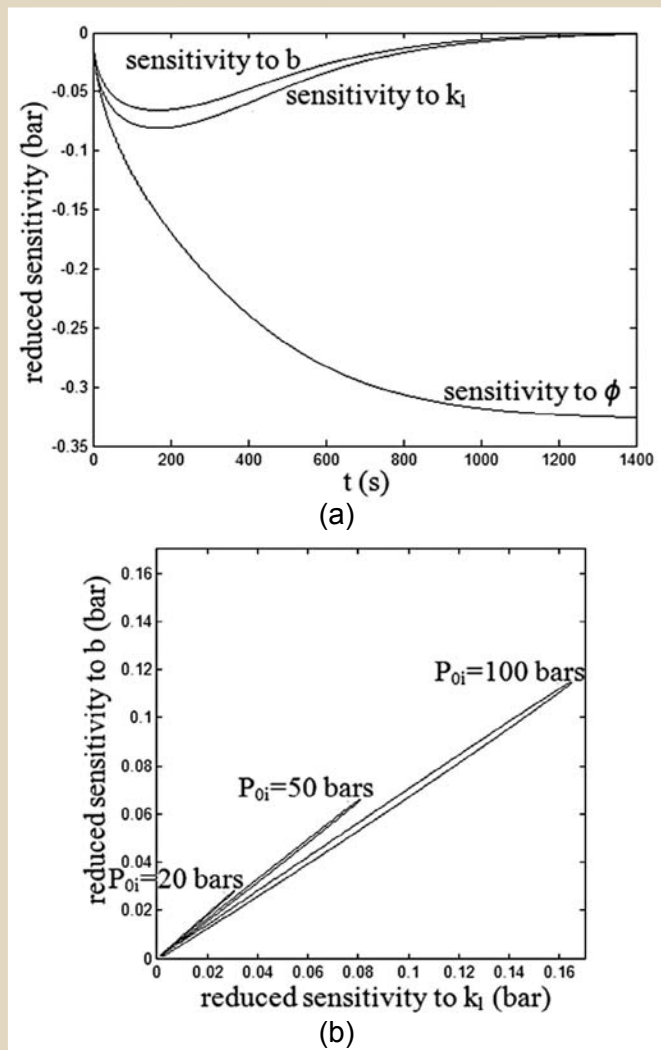 0
-0.05
-0.1
-0.15
-0.2
-0.25
-0.3
-0.35
reduced sensitivity (bar)
sensitivity to b
sensitivity to k₁
sensitivity to ϕ
0 200 400 600 800 1000 1200 1400
t (s)
(a)
0.16
0.14
0.12
0.1
0.08
0.06
0.04
0.02
0
reduced sensitivity to b (bar)
P₀ᵢ=100 bars
P₀ᵢ=50 bars
P₀ᵢ=20 bars
0 0.02 0.04 0.06 0.08 0.1 0.12 0.14 0.16
reduced sensitivity to k₁ (bar)
(b)